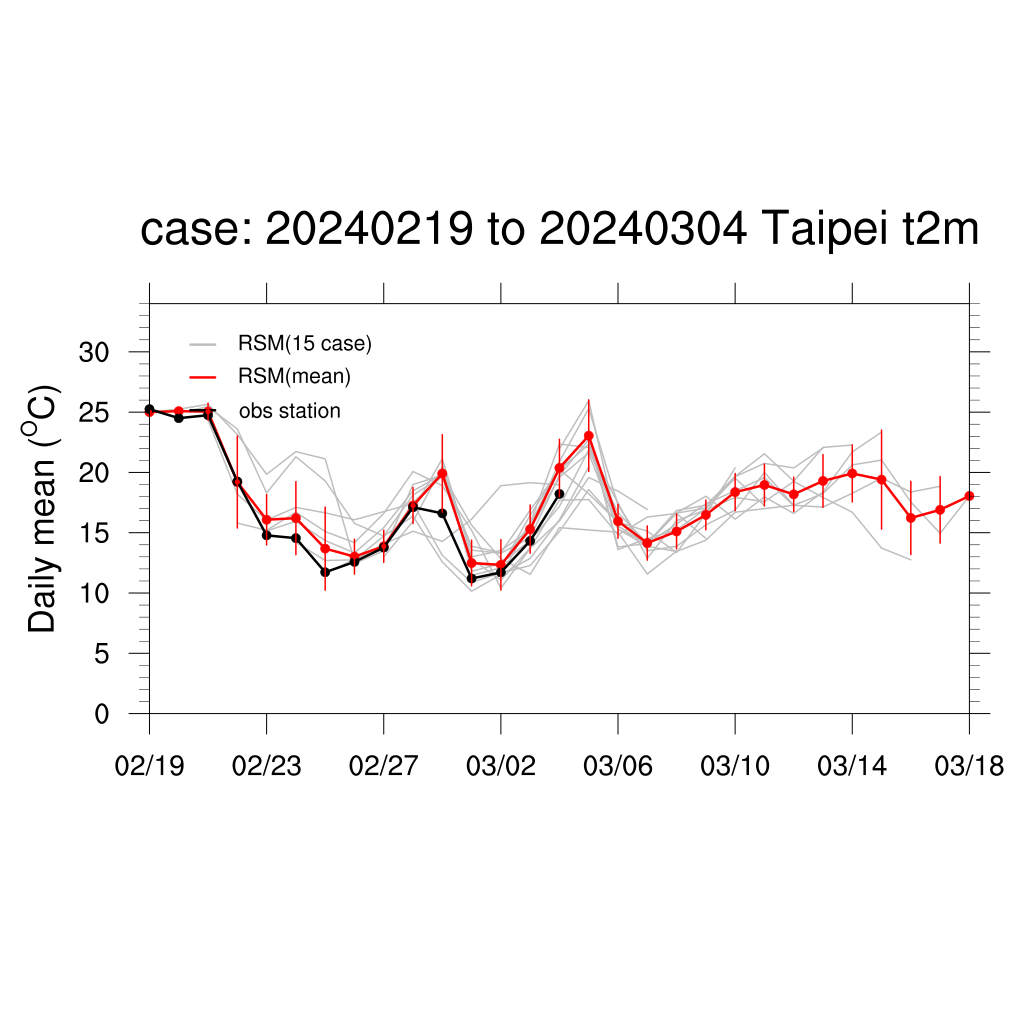 case: 20240219 to 20240304 Taipei t2m
Daily mean (°C)
30
25
20
15
10
5
0
RSM(15 case)
RSM(mean)
obs station
02/19 02/23 02/27 03/02 03/06 03/10 03/14 03/18